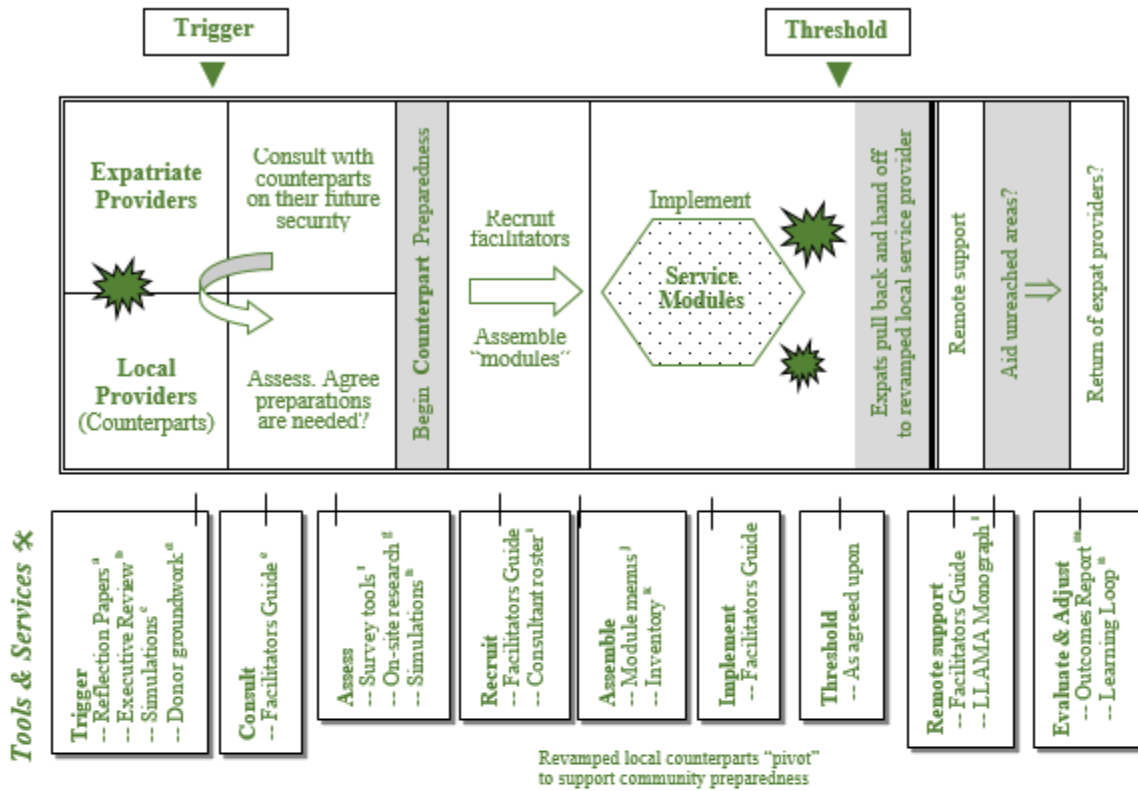 Trigger
Threshold
Expatriate
Providers
Local
Providers
(Counterparts)
Consult with
counterparts
on their future
security
Assess. Agree
preparations
are needed?
Begin Counterpart Preparedness
Recruit
facilitators
Assemble
"modules"
Implement
Service
Modules
Expats pull back and hand off
to revamped local service provider
Remote support
Aid unreached areas?
Return of expat providers?
Tools & Services
Trigger
-- Reflection Papers
-- Executive Review
-- Simulations
-- Donor groundwork
Consult
-- Facilitators Guide
Assess
-- Survey tools
-- On-site research
-- Simulations
Recruit
-- Facilitators Guide
-- Consultant roster
Assemble
-- Module menus
-- Inventory
Implement
-- Facilitators Guide
Threshold
-- As agreed upon
Remote support
-- Facilitators Guide
-- LLAMA Monograph
Evaluate & Adjust
-- Outcomes Report
-- Learning Loop
Revamped local counterparts "pivot"
to support community preparedness